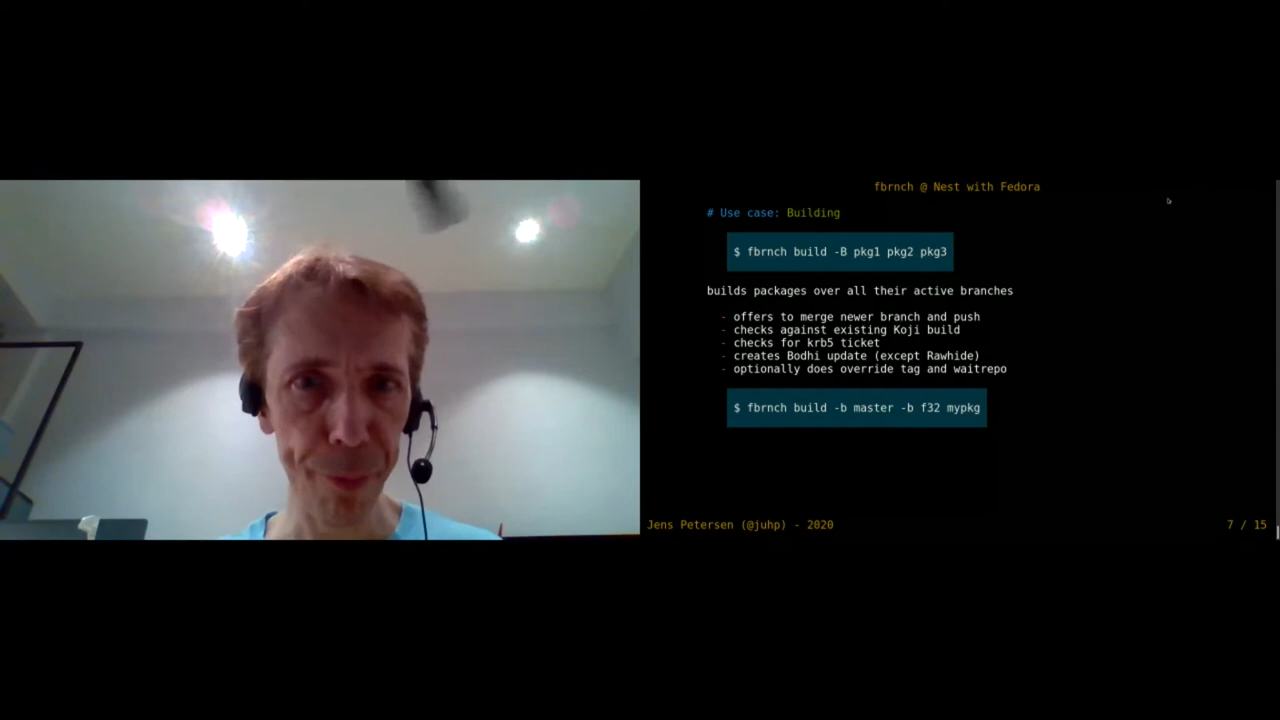 fbrnch @ Nest with Fedora
# Use case: Building
$ fbrnch build -B pkg1 pkg2 pkg3
builds packages over all their active branches
- offers to merge newer branch and push
- checks against existing Koji build
- checks for krb5 ticket
- creates Bodhi update (except Rawhide)
- optionally does override tag and waitrepo
$ fbrnch build -b master -b f32 mypkg
Jens Petersen (@juhp) - 2020
7 / 15